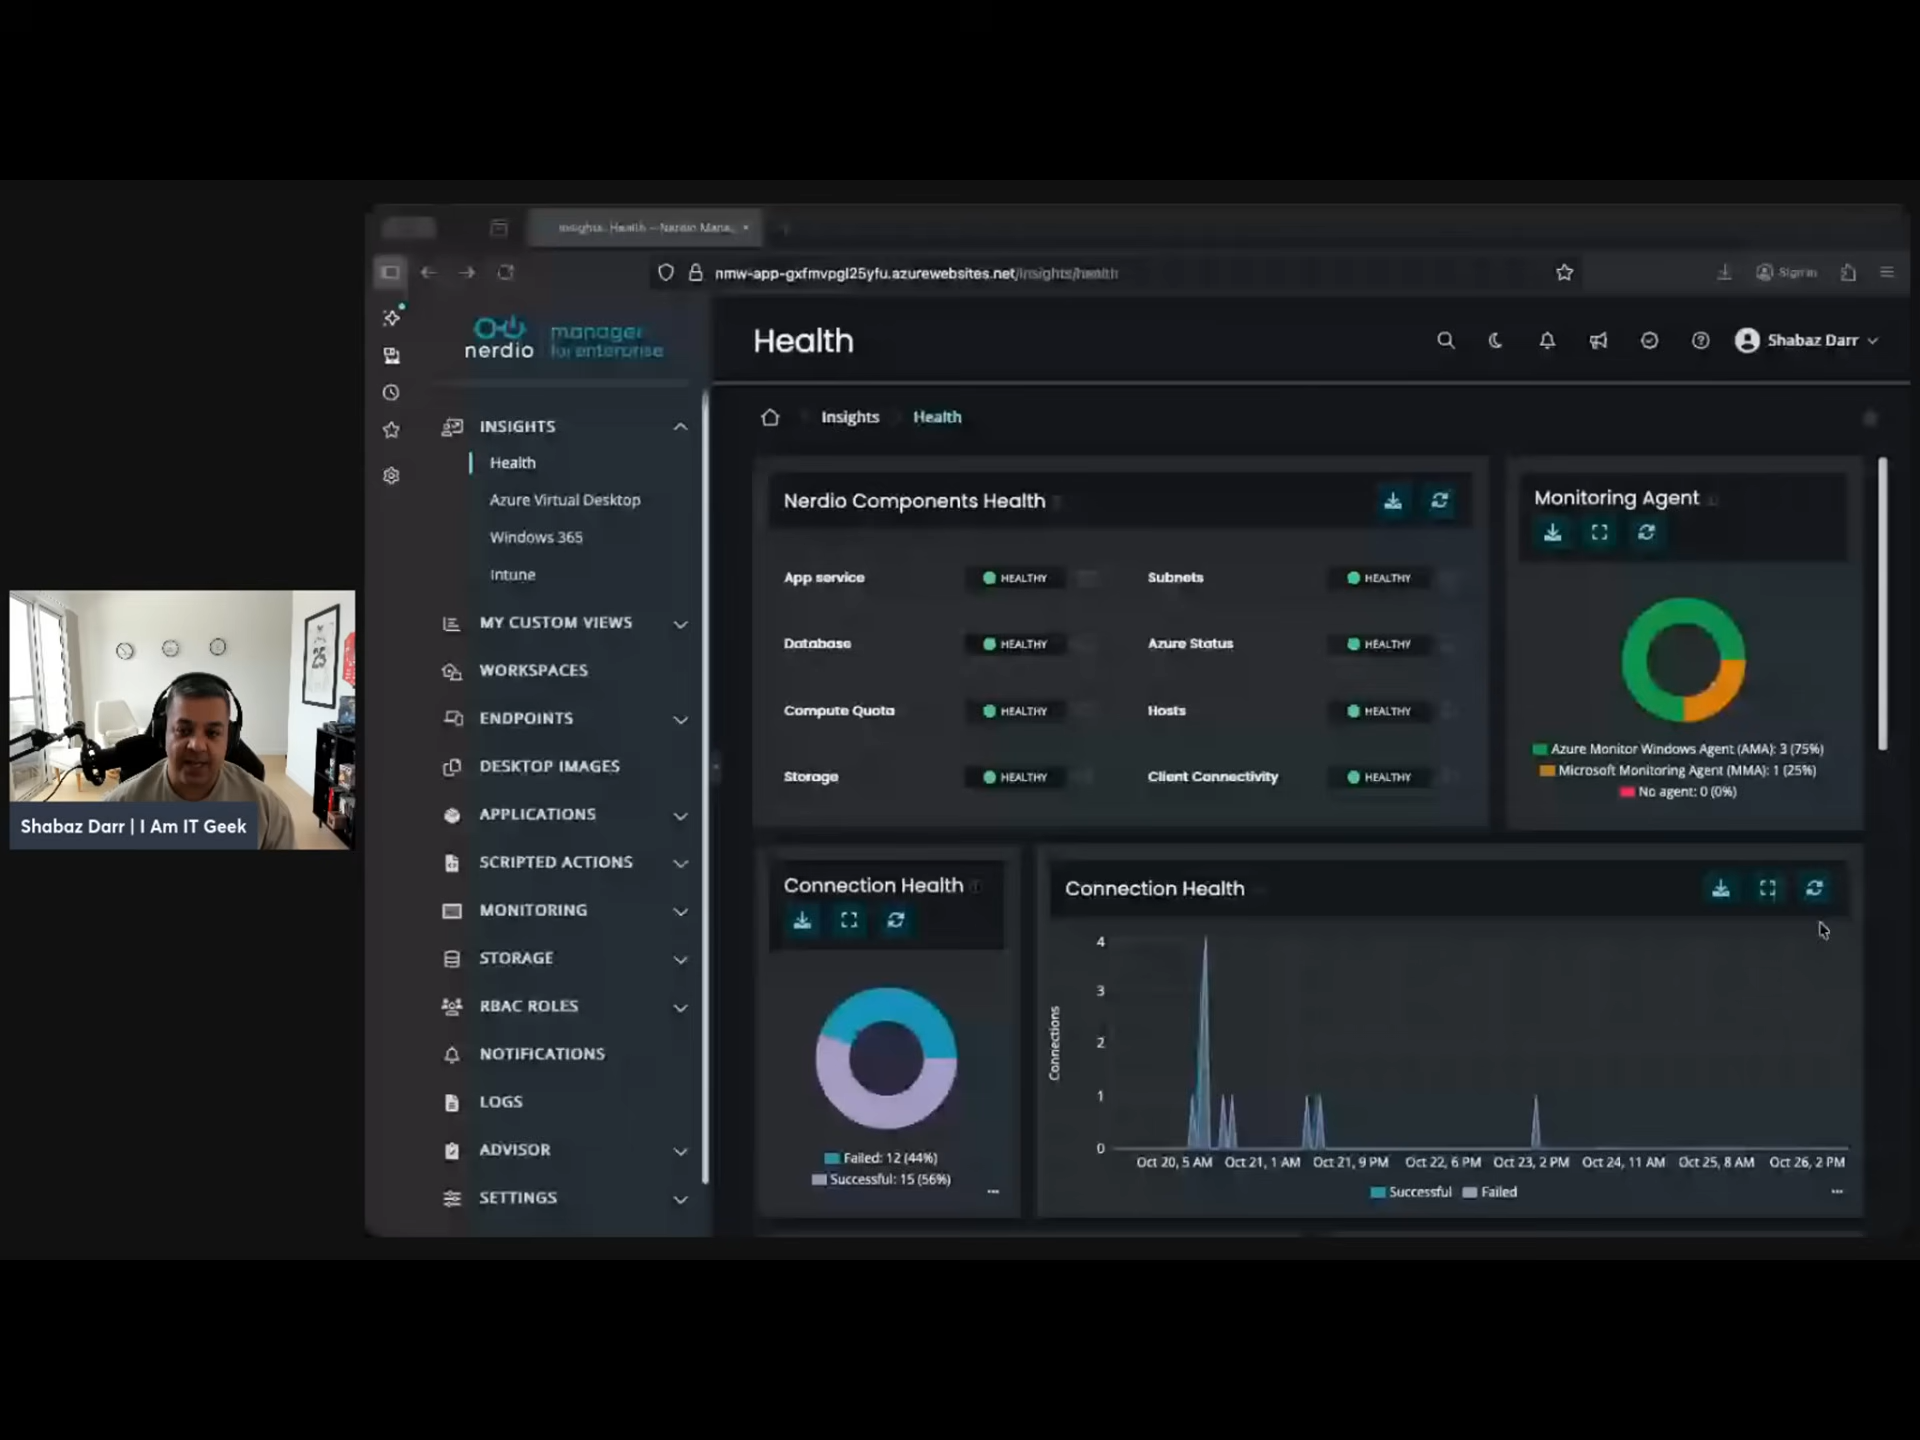 Insights: Health — Nerdio Mana...
nmw-app-gxfmvpgl25yfu.azurewebsites.net/insights/health
Sign in
nerdio
manager
for enterprise
Health
Shabaz Darr
INSIGHTS
Health
Azure Virtual Desktop
Windows 365
Intune
MY CUSTOM VIEWS
WORKSPACES
ENDPOINTS
DESKTOP IMAGES
APPLICATIONS
SCRIPTED ACTIONS
MONITORING
STORAGE
RBAC ROLES
NOTIFICATIONS
LOGS
ADVISOR
SETTINGS
Insights Health
Nerdio Components Health
App service HEALTHY Subnets HEALTHY
Database HEALTHY Azure Status HEALTHY
Compute Quota HEALTHY Hosts HEALTHY
Storage HEALTHY Client Connectivity HEALTHY
Monitoring Agent
Azure Monitor Windows Agent (AMA): 3 (75%)
Microsoft Monitoring Agent (MMA): 1 (25%)
No agent: 0 (0%)
Connection Health
Failed: 12 (44%)
Successful: 15 (56%)
...
Connection Health
Connections
4
3
2
1
0
Oct 20, 5 AM Oct 21, 1 AM Oct 21, 9 PM Oct 22, 6 PM Oct 23, 2 PM Oct 24, 11 AM Oct 25, 8 AM Oct 26, 2 PM
Successful Failed
...
25
Shabaz Darr | I Am IT Geek